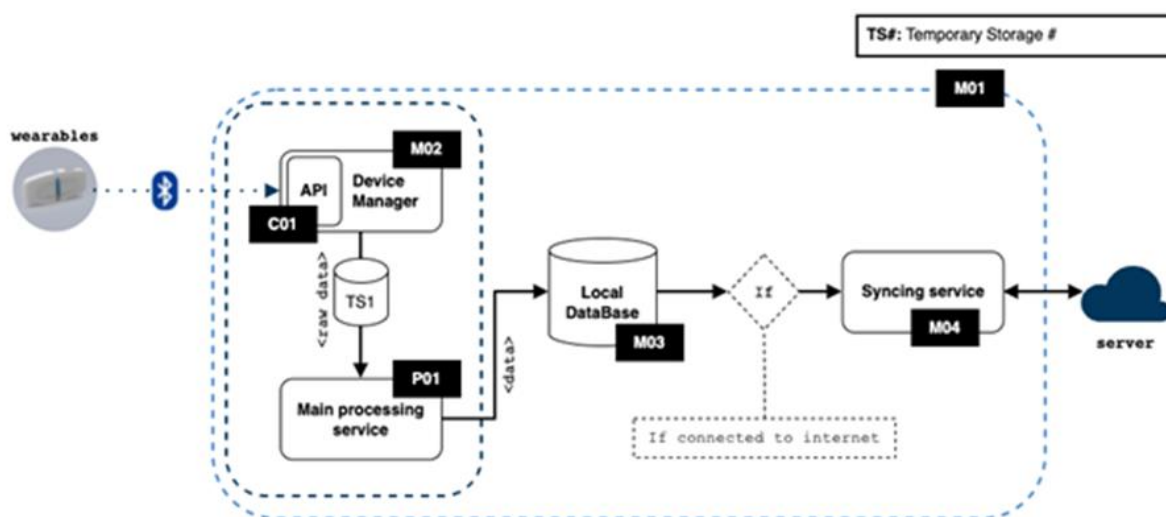 TS#: Temporary Storage #
M01
wearables
M02
API
Device
Manager
C01
<raw data>
TS1
P01
Main processing
service
<data>
Local
DataBase
M03
If
If connected to internet
Syncing service
M04
server